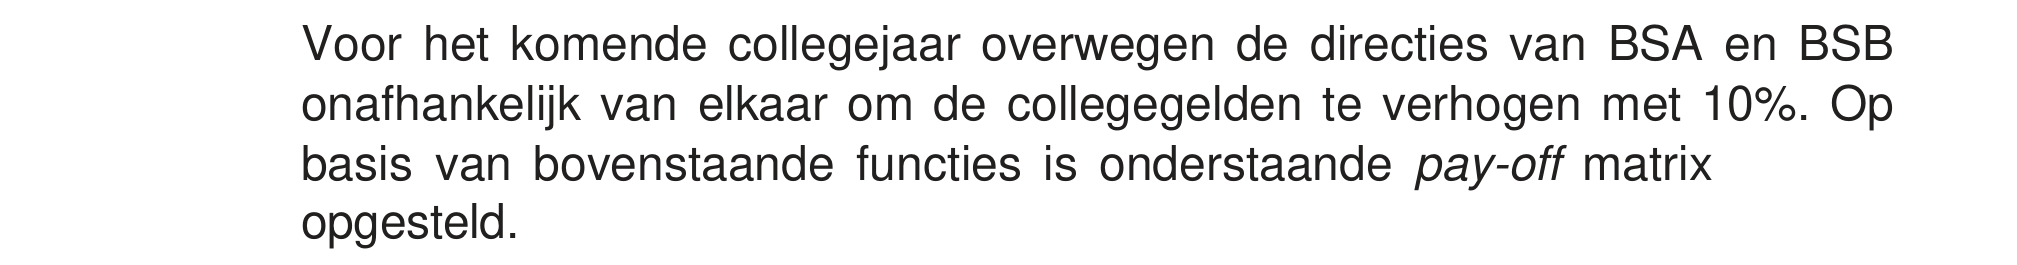 Voor het komende collegejaar overwegen de directies van BSA en BSB
onafhankelijk van elkaar om de collegegelden te verhogen met 10%. Op
basis van bovenstaande functies is onderstaande pay-off matrix
opgesteld.